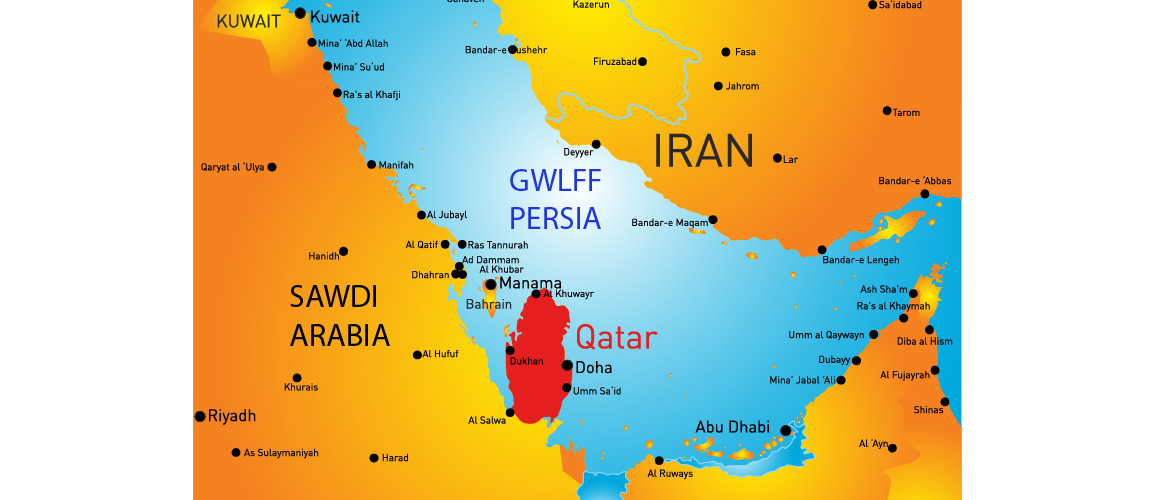 Kazerun
Sa'idabad
KUWAIT
Kuwait
Mina' 'Abd Allah
Bandar-e Bushehr
Fasa
Firuzabad
Mina' Su'ud
Jahrom
Ra's al Khafji
Tarom
IRAN
Deyyer
Lar
Qaryat al 'Ulya
Manifah
GWLFF
PERSIA
Bandar-e 'Abbas
Al Jubayl
Bandar-e Maqam
Al Qatif
Ras Tannurah
Hanidh
Ad Dammam
Bandar-e Lengeh
Dhahran
Al Khubar
Manama
Al Khuwayr
Ash Sha'm
SAWDI
ARABIA
Bahrain
Ra's al Khaymah
Qatar
Umm al Qaywayn
Diba al Hism
Al Hufuf
Dukhan
Dubayy
Doha
Khurais
Mina' Jabal 'Ali
Al Fujayrah
Umm Sa'id
Shinas
Riyadh
Al Salwa
Abu Dhabi
As Sulaymaniyah
Harad
Al 'Ayn
Al Ruways